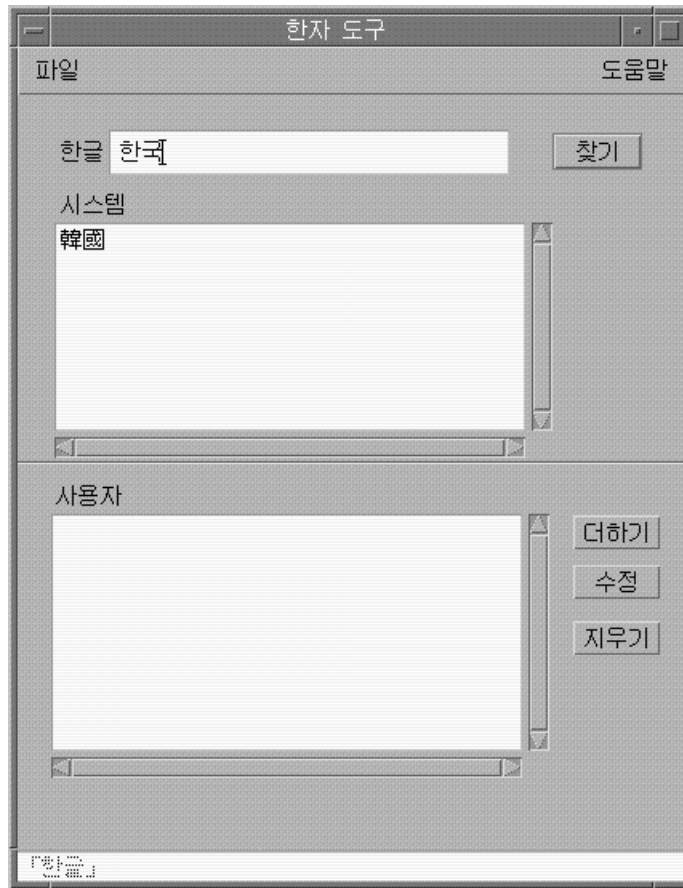 한자 도구
파일 도움말
한글 한국 찾기
시스템
韓國
사용자
더하기
수정
지우기
「한글」